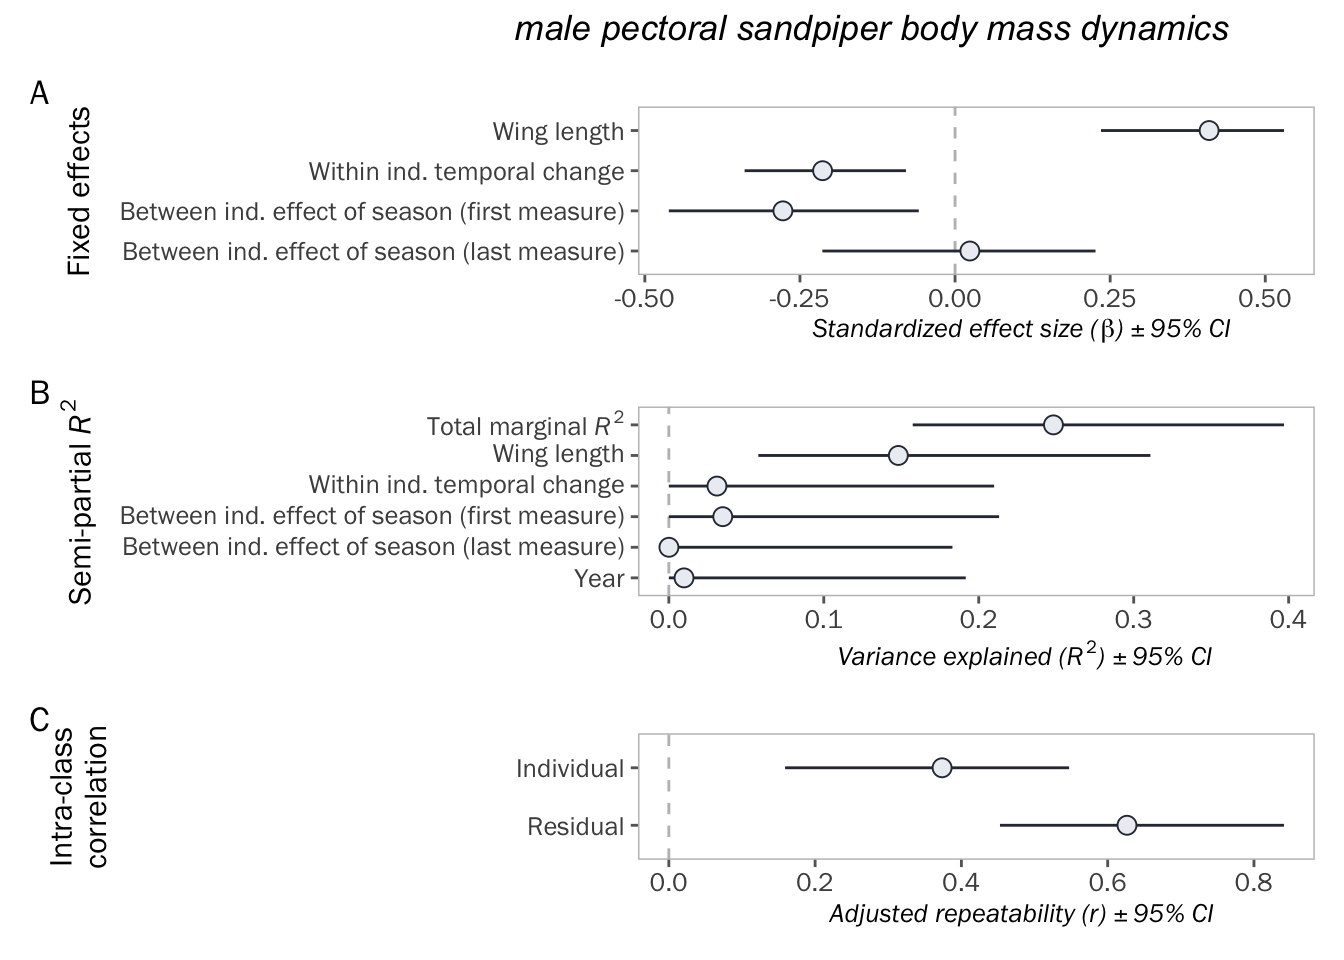 male pectoral sandpiper body mass dynamics
A
Fixed effects
Wing length
Within ind. temporal change
Between ind. effect of season (first measure)
Between ind. effect of season (last measure)
-0.50 -0.25 0.00 0.25 0.50
Standardized effect size (β) ± 95% CI
B
Semi-partial R²
Total marginal R²
Wing length
Within ind. temporal change
Between ind. effect of season (first measure)
Between ind. effect of season (last measure)
Year
0.0 0.1 0.2 0.3 0.4
Variance explained (R²) ± 95% CI
C
Intra-class
correlation
Individual
Residual
0.0 0.2 0.4 0.6 0.8
Adjusted repeatability (r) ± 95% CI